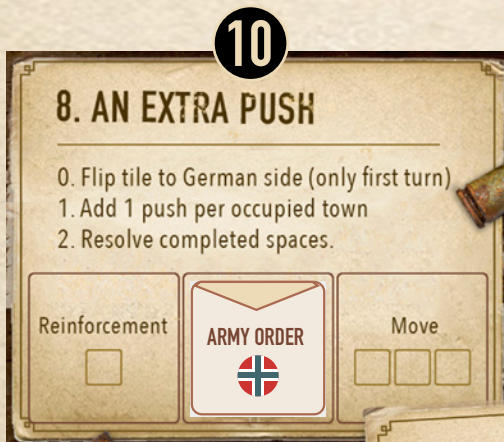 10
8. AN EXTRA PUSH
0. Flip tile to German side (only first turn)
1. Add 1 push per occupied town
2. Resolve completed spaces.
Reinforcement
ARMY ORDER
Move